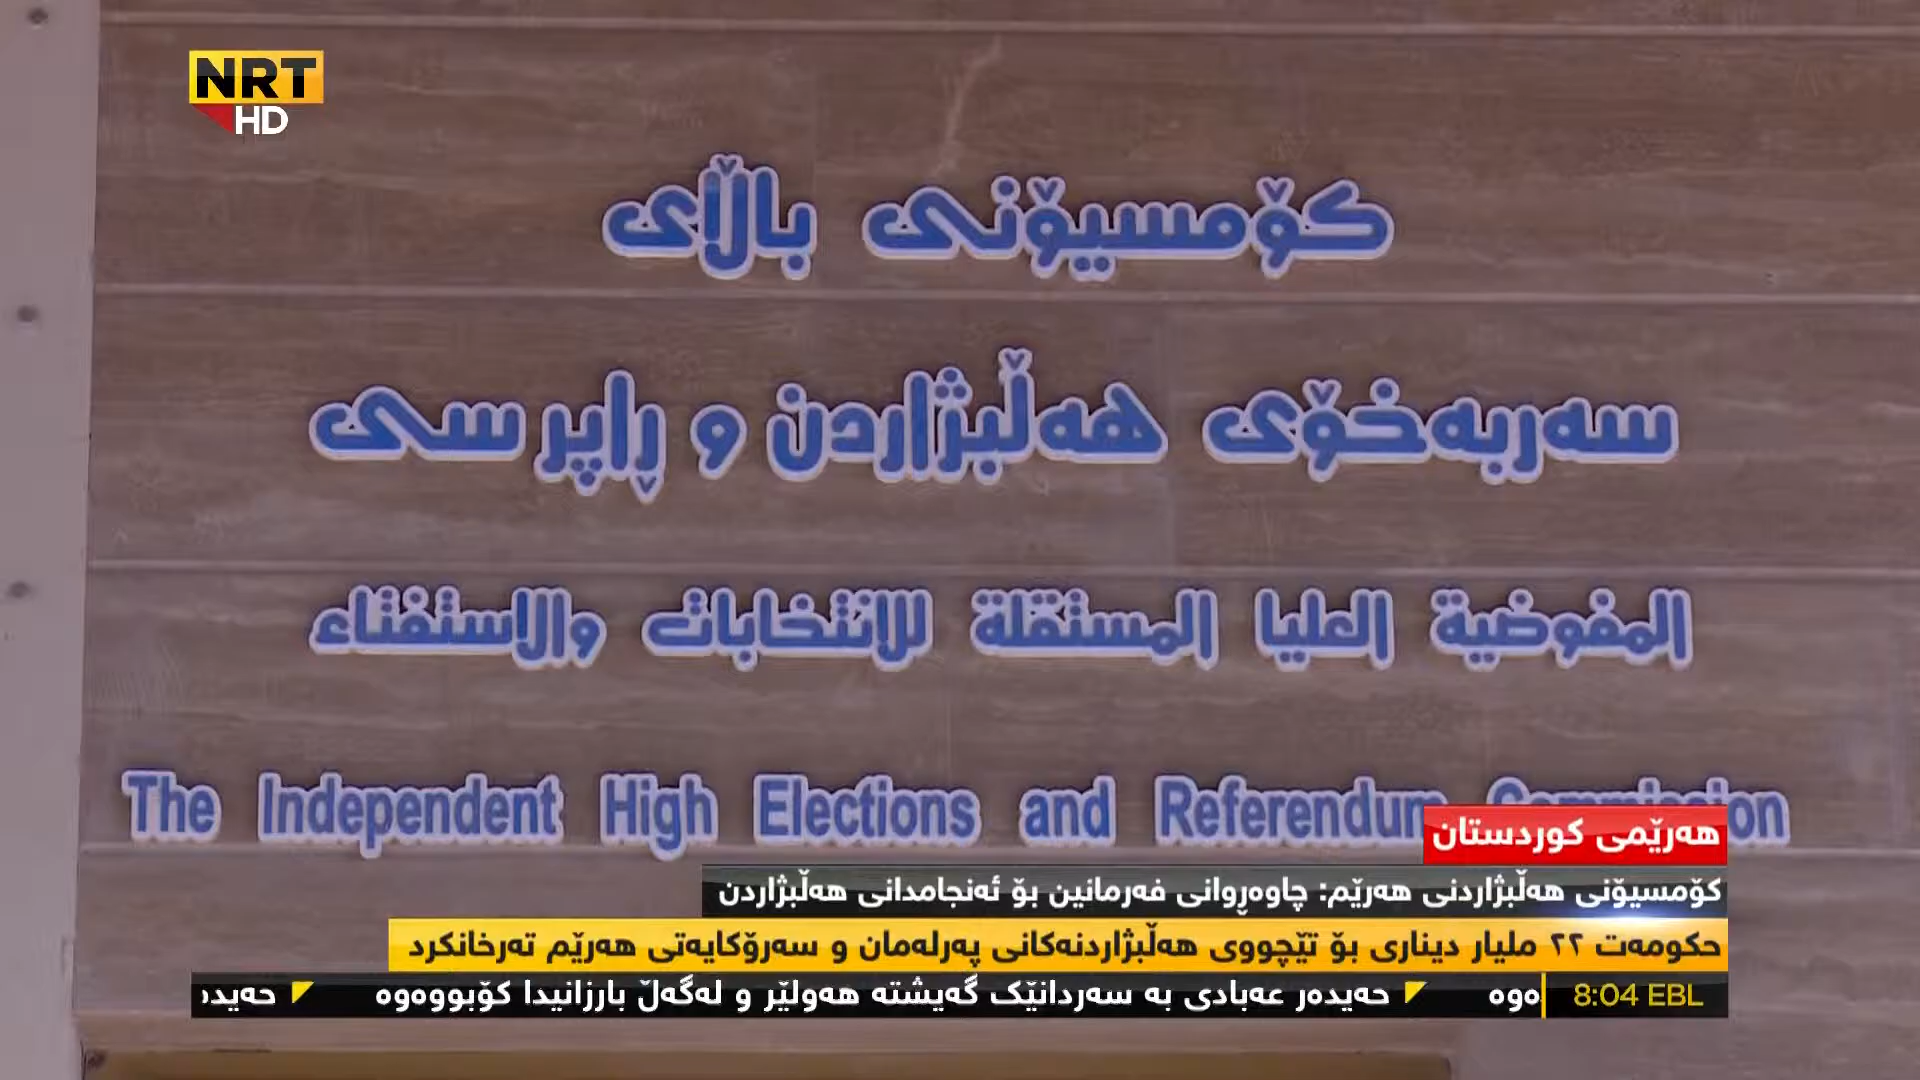 NRT
HD
کۆمسیۆنی باڵای
سەربەخۆی هەڵبژاردن و ڕاپرسی
المفوضية العليا المستقلة للانتخابات والاستفتاء
The Independent High Elections and Referendum Commission
هەرێمی کوردستان
کۆمسیۆنی هەڵبژاردنی هەرێم: چاوەڕوانی فەرمانین بۆ ئەنجامدانی هەڵبژاردن
حکومەت ٢٢ ملیار دیناری بۆ تێچووی هەڵبژاردنەکانی پەرلەمان و سەرۆکایەتی هەرێم تەرخانکرد
8:04 EBL ەوە حەیدەر عەبادی بە سەردانێک گەیشتە هەولێر و لەگەڵ بارزانیدا کۆبووەوە